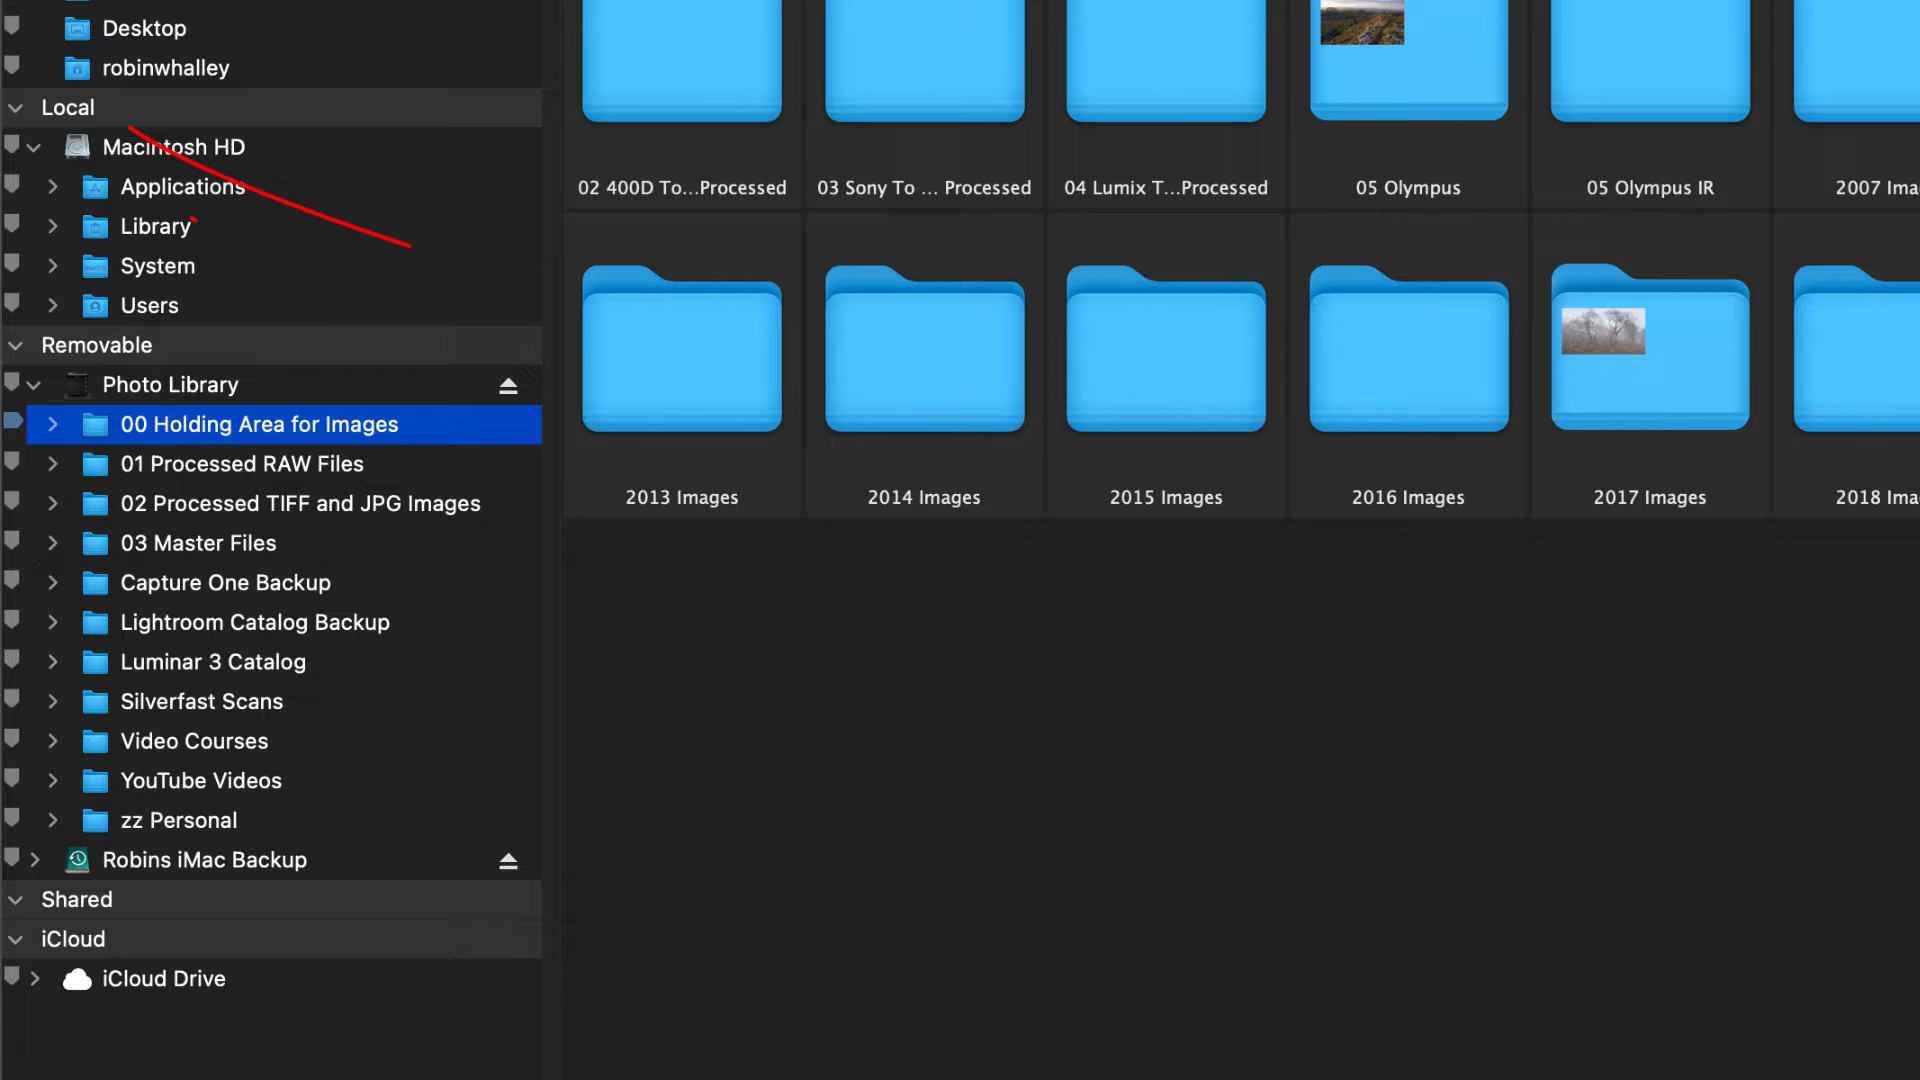 Desktop
robinwhalley
Local
Macintosh HD
Applications
Library
System
Users
Removable
Photo Library
00 Holding Area for Images
01 Processed RAW Files
02 Processed TIFF and JPG Images
03 Master Files
Capture One Backup
Lightroom Catalog Backup
Luminar 3 Catalog
Silverfast Scans
Video Courses
YouTube Videos
zz Personal
Robins iMac Backup
Shared
iCloud
iCloud Drive
02 400D To...Processed
03 Sony To ... Processed
04 Lumix T...Processed
05 Olympus
05 Olympus IR
2007 Ima
2013 Images
2014 Images
2015 Images
2016 Images
2017 Images
2018 Ima